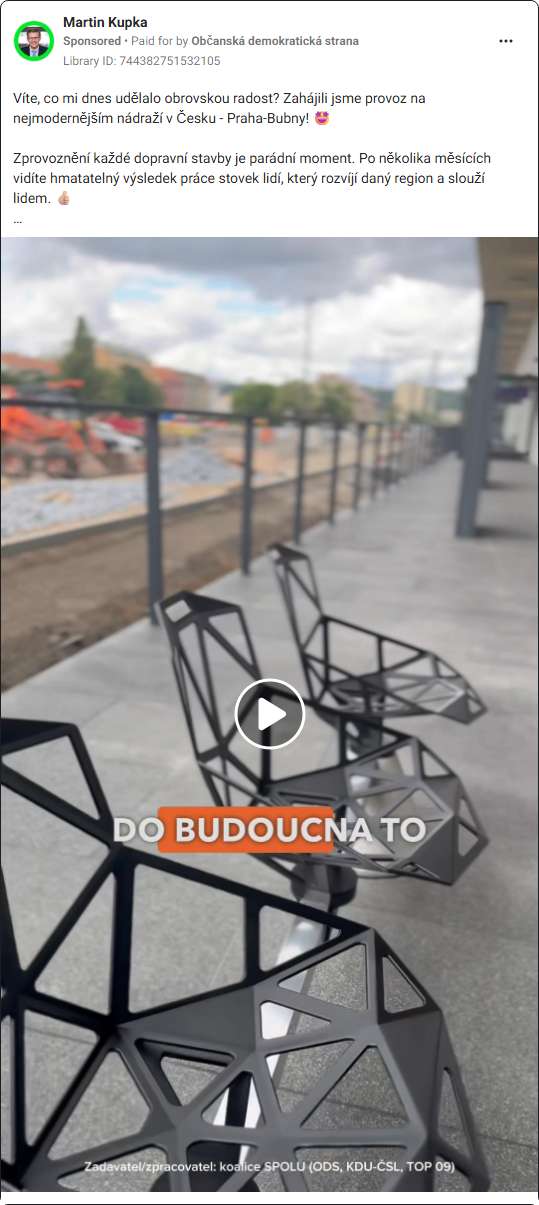 Martin Kupka
Sponsored • Paid for by Občanská demokratická strana
Library ID: 744382751532105
Víte, co mi dnes udělalo obrovskou radost? Zahájili jsme provoz na
nejmodernějším nádraží v Česku - Praha-Bubny! 🤩
Zprovoznění každé dopravní stavby je parádní moment. Po několika měsících
vidíte hmatatelný výsledek práce stovek lidí, který rozvíjí daný region a slouží
lidem. 👍🏼
...
DO BUDOUCNA TO
Zadavatel/zpracovatel: koalice SPOLU (ODS, KDU-ČSL, TOP 09)